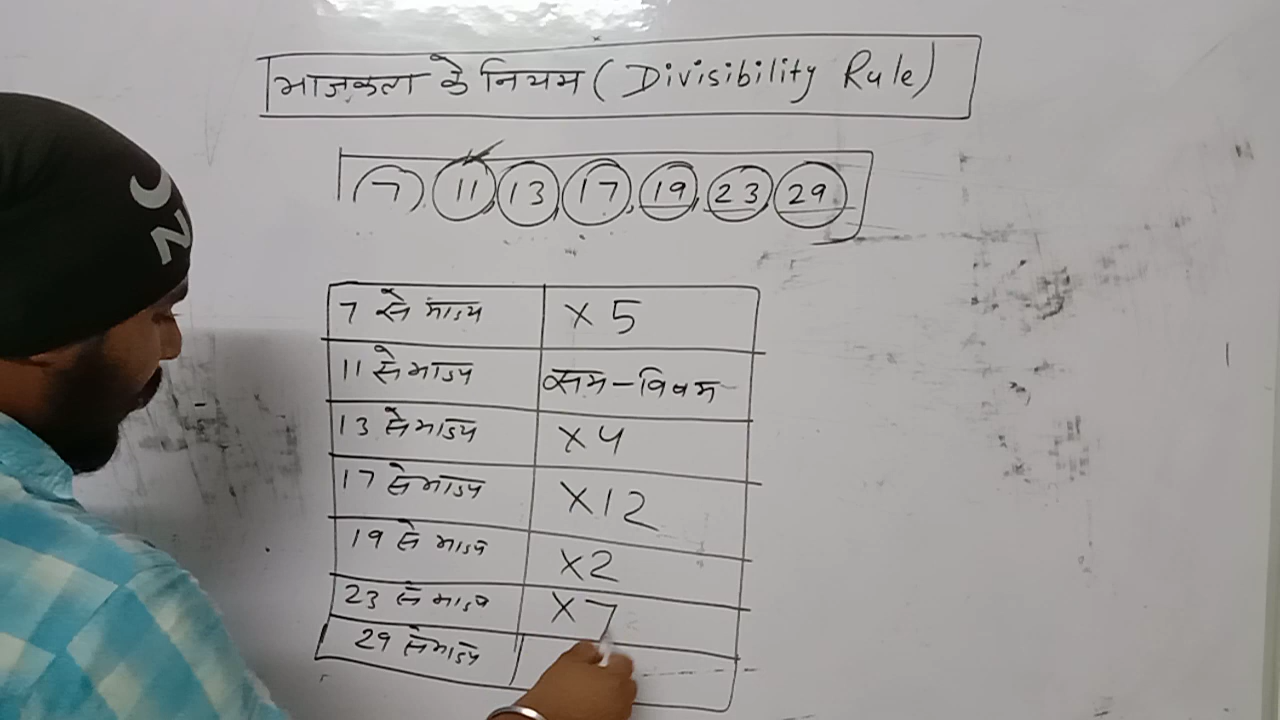 भाजकता के नियम ( Divisibility Rule)
7, 11, 13, 17, 19, 23, 29
7 से भाज्य × 5
11 से भाज्य सम-विषम
13 से भाज्य × 4
17 से भाज्य ×12
19 से भाज्य ×2
23 से भाज्य ×7
29 से भाज्य